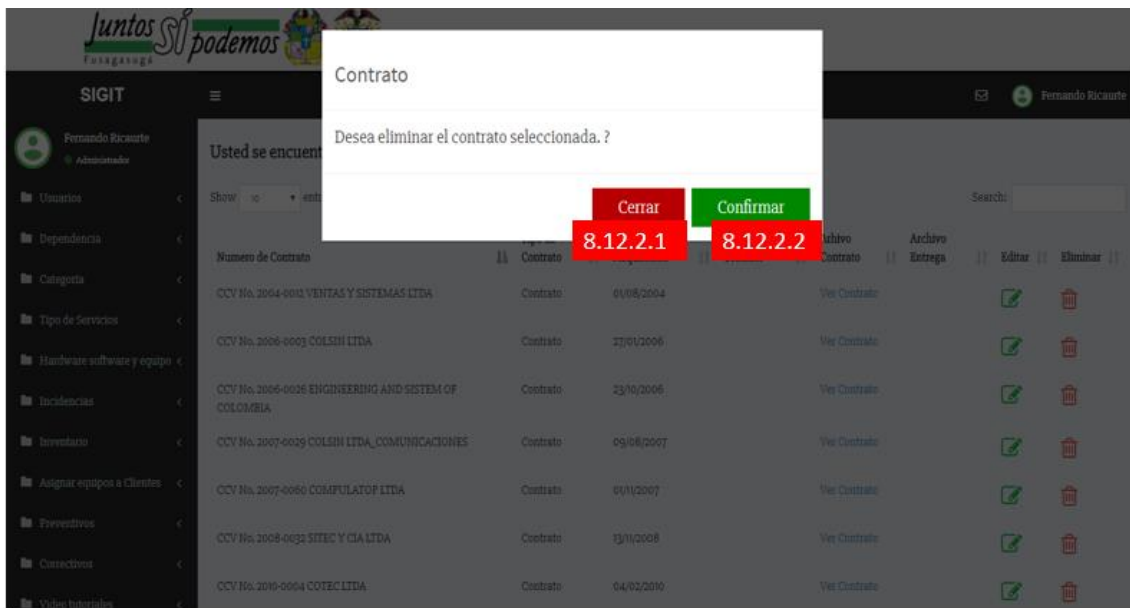 Juntos SÍ podemos
Fusagasugá
SIGIT
Fernando Ricaurte
Fernando Ricaurte
Administrador
Usuarios
Dependencia
Categoria
Tipo de Servicios
Hardware software y equipo
Incidencias
Inventario
Asignar equipos a Clientes
Preventivos
Correctivos
Video tutoriales
Contrato
Desea eliminar el contrato seleccionada. ?
Cerrar Confirmar
8.12.2.1 8.12.2.2
Usted se encuent
Show 10 entr
Search:
Numero de Contrato Contrato Contrato Archivo Entrega Editar Eliminar
CCV No. 2004-0012 VENTAS Y SISTEMAS LTDA Contrato 01/08/2004 Ver Contrato
CCV No. 2006-0003 COLSIN LTDA Contrato 27/01/2006 Ver Contrato
CCV No. 2006-0026 ENGINEERING AND SISTEM OF COLOMBIA Contrato 23/10/2006 Ver Contrato
CCV No. 2007-0029 COLSIN LTDA_COMUNICACIONES Contrato 09/08/2007 Ver Contrato
CCV No. 2007-0060 COMPULATOP LTDA Contrato 01/11/2007 Ver Contrato
CCV No. 2008-0032 SITEC Y CIA LTDA Contrato 13/11/2008 Ver Contrato
CCV No. 2010-0004 COTEC LTDA Contrato 04/02/2010 Ver Contrato